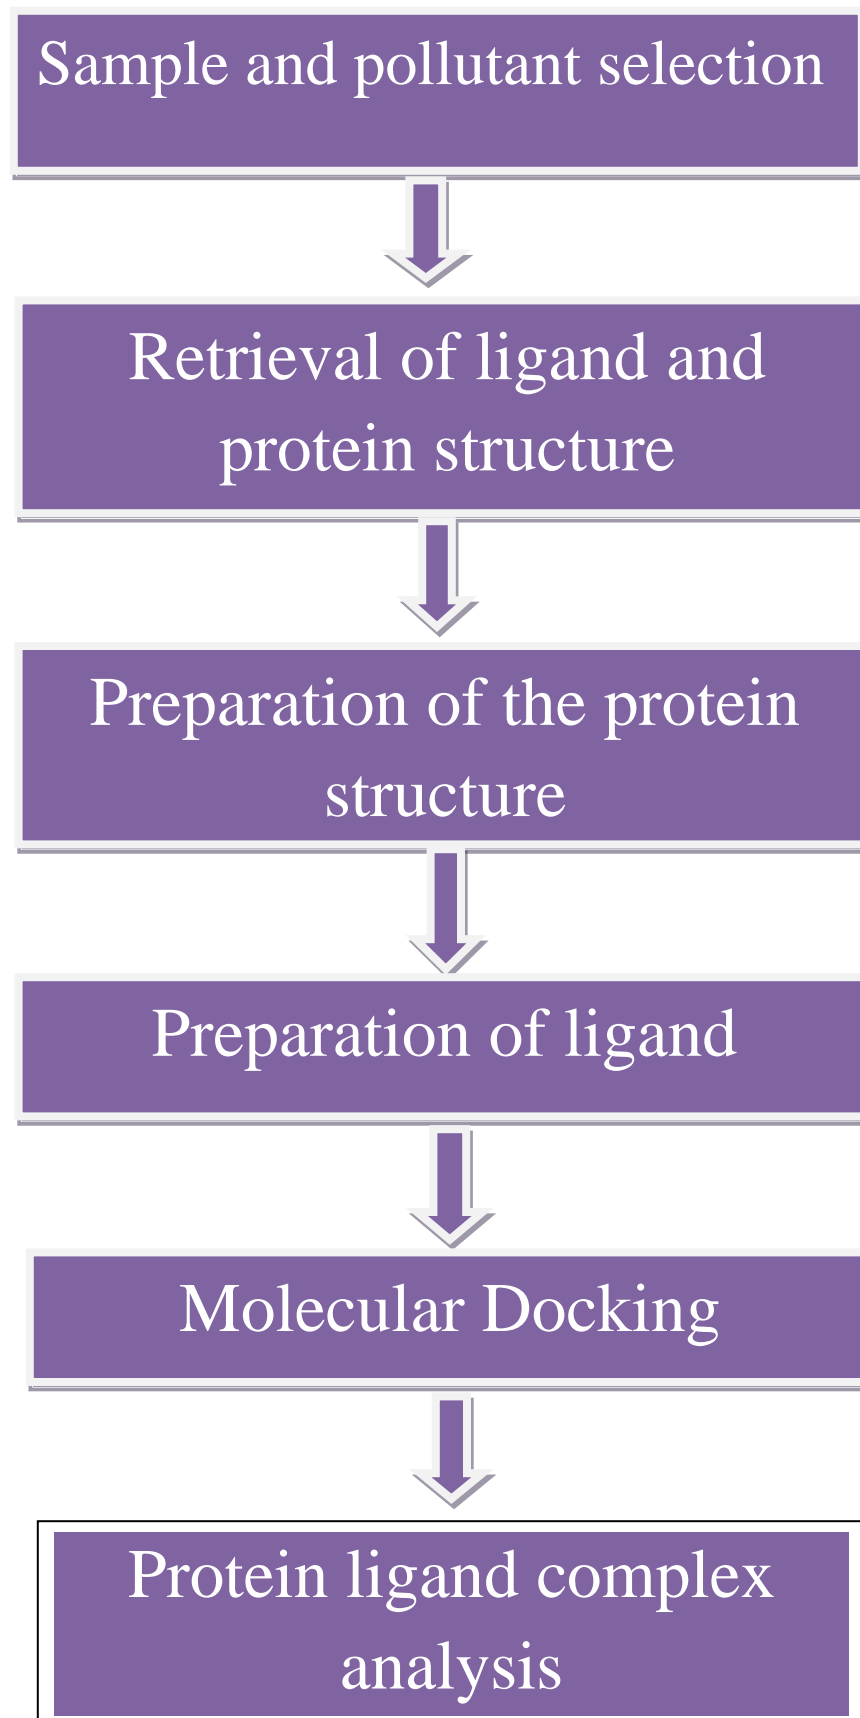 Sample and pollutant selection
Retrieval of ligand and
protein structure
Preparation of the protein
structure
Preparation of ligand
Molecular Docking
Protein ligand complex
analysis